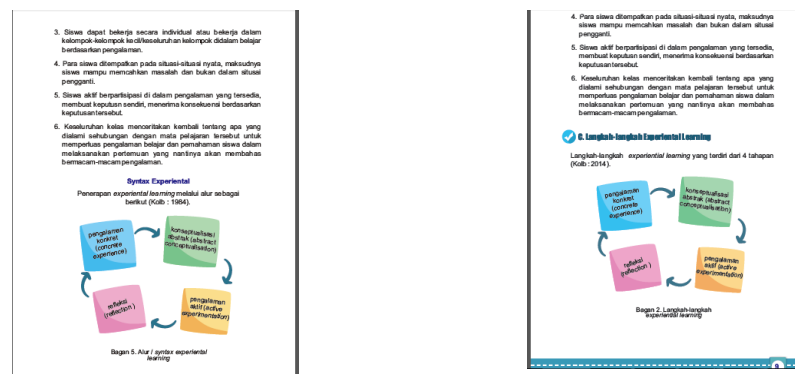 3. Siswa dapat bekerja secara individual atau bekerja dalam
kelompok-kelompok kecil/keseluruhan kelompok didalam belajar
berdasarkan pengalaman.
4. Para siswa ditempatkan pada situasi-situasi nyata, maksudnya
siswa mampu memcahkan masalah dan bukan dalam situsai
pengganti.
5. Siswa aktif berpartisipasi di dalam pengalaman yang tersedia,
membuat keputusn sendiri, menerima konsekuensi berdasarkan
keputusan tersebut.
6. Keseluruhan kelas menceritakan kembali tentang apa yang
dialami sehubungan dengan mata pelajaran tersebut untuk
memperluas pengalaman belajar dan pemahaman siswa dalam
melaksanakan pertemuan yang nantinya akan membahas
bermacam-macam pengalaman.
Syntax Experiental
Penerapan experiental learning melalui alur sebagai
berikut (Kolb : 1984).
pengalaman
konkret
(concrete
experience)
konseptualisasi
abstrak (abstract
conceptualisation)
refleksi
(reflection )
pengalaman
aktif (active
experimentation)
Bagan 5. Alur / syntax experiental
learning
4. Para siswa ditempatkan pada situasi-situasi nyata, maksudnya
siswa mampu memcahkan masalah dan bukan dalam situsai
pengganti.
5. Siswa aktif berpartisipasi di dalam pengalaman yang tersedia,
membuat keputusan sendiri, menerima konsekuensi berdasarkan
keputusan tersebut.
6. Keseluruhan kelas menceritakan kembali tentang apa yang
dialami sehubungan dengan mata pelajaran tersebut untuk
memperluas pengalaman belajar dan pemahaman siswa dalam
melaksanakan pertemuan yang nantinya akan membahas
bermacam-macam pengalaman.
C. Langkah-langkah Experiental Learning
Langkah-langkah experiential learning yang terdiri dari 4 tahapan
(Kolb : 2014).
pengalaman
konkret
(concrete
experience)
konseptualisasi
abstrak (abstract
conceptualisation)
refleksi
(reflection )
pengalaman
aktif (active
experimentation)
Bagan 2. Langkah-langkah
experiential learning
9